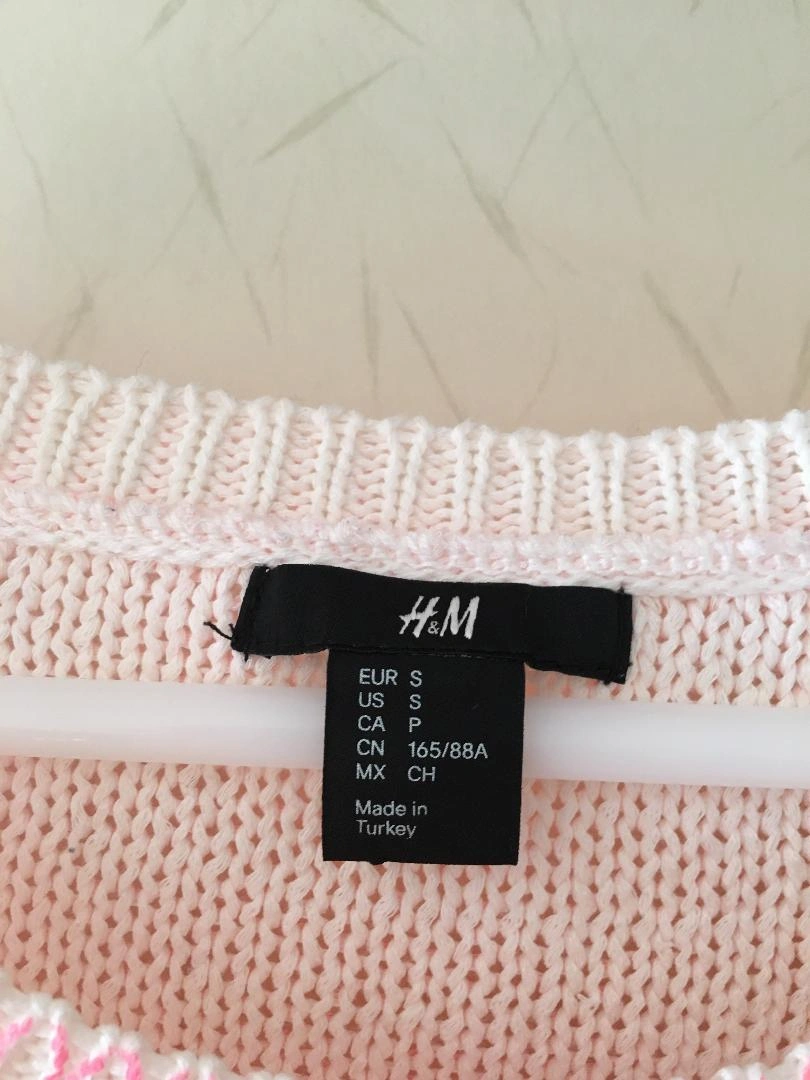 H&M
EUR S
US S
CA P
CN 165/88A
MX CH
Made in
Turkey